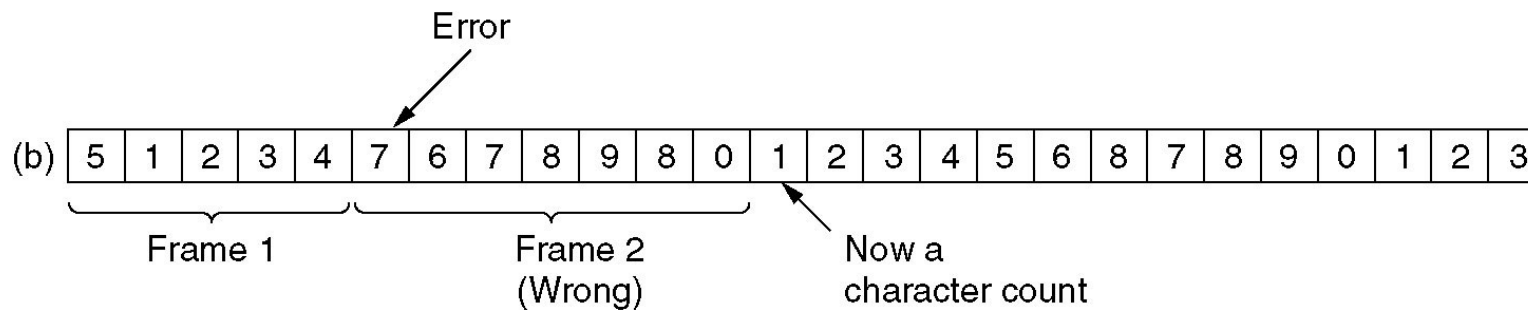 Error
(b) 5 1 2 3 4 7 6 7 8 9 8 0 1 2 3 4 5 6 8 7 8 9 0 1 2 3
Frame 1 Frame 2 Now a
(Wrong) character count